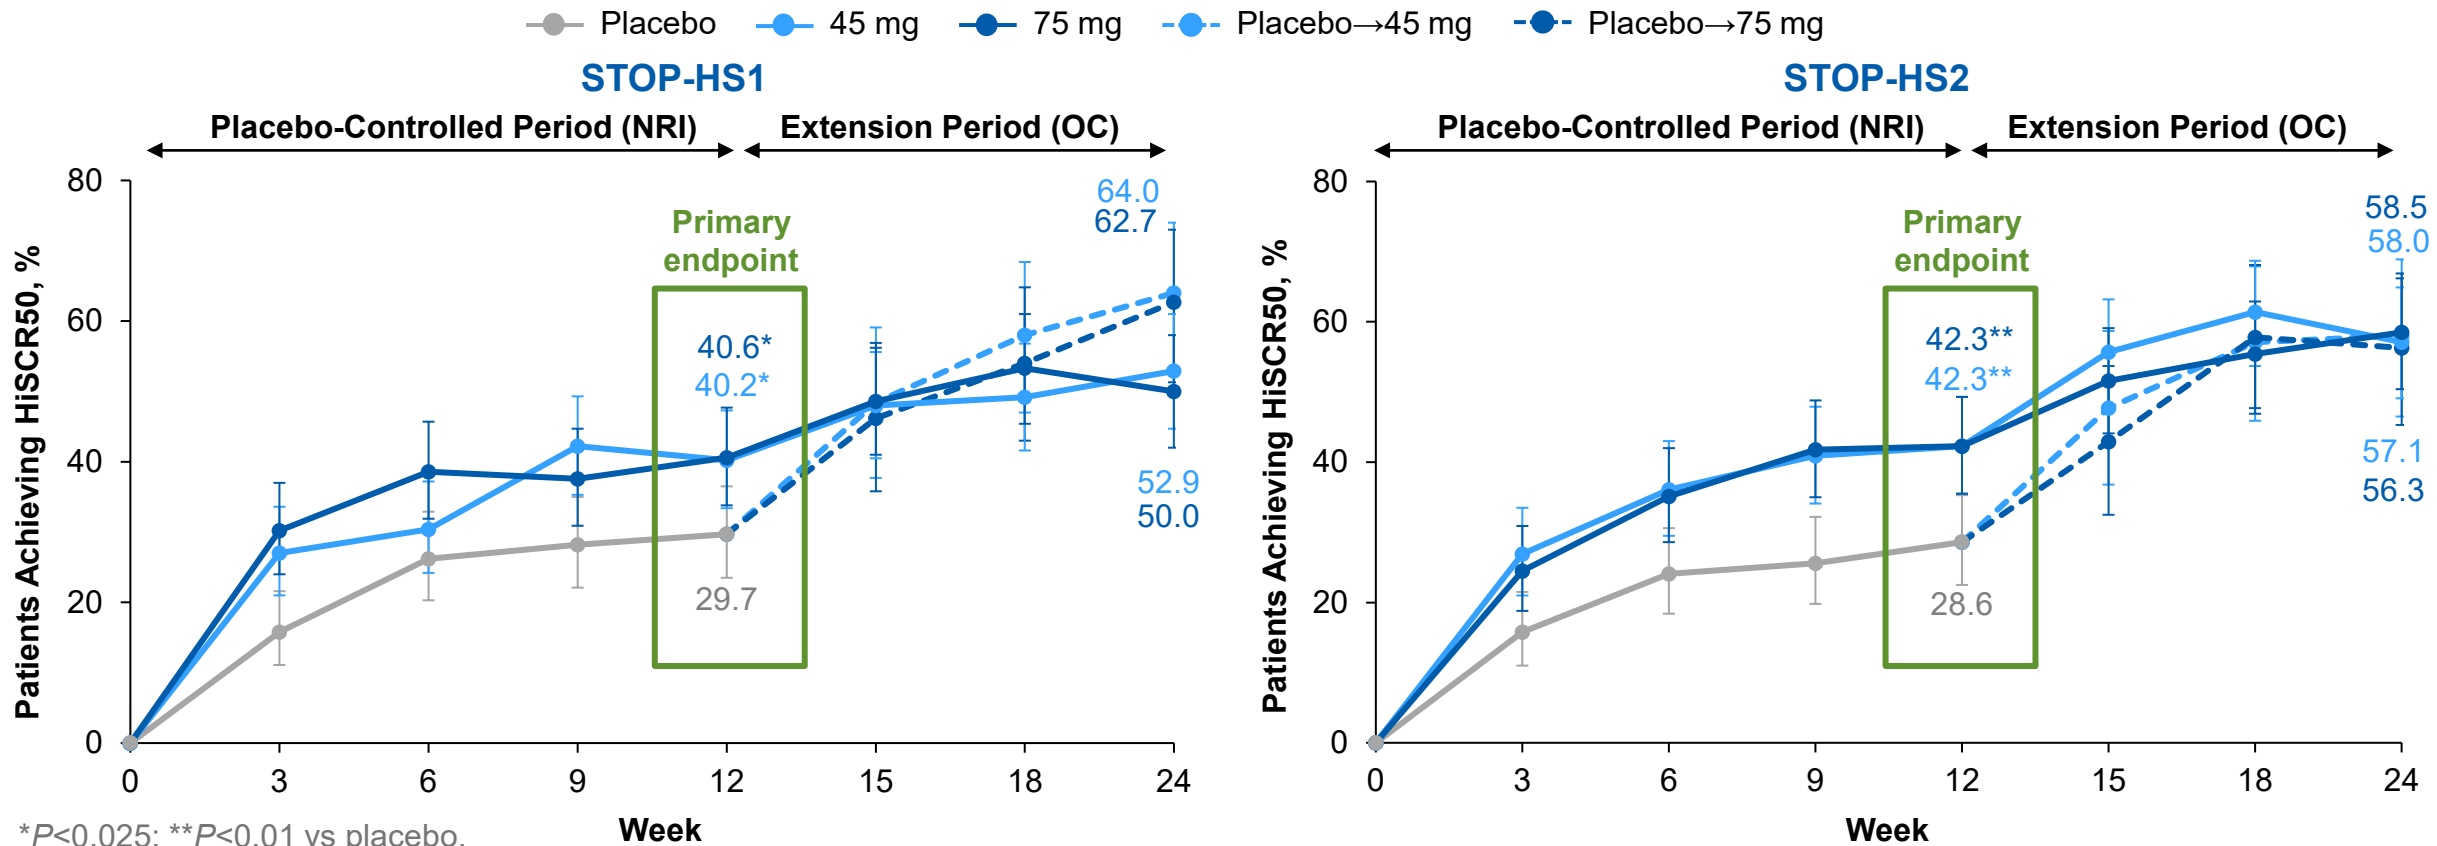 Placebo 45 mg 75 mg Placebo→45 mg Placebo→75 mg
STOP-HS1
Placebo-Controlled Period (NRI) Extension Period (OC)
Patients Achieving HiSCR50, %
80
60
40
20
0
Primary
endpoint
40.6*
40.2*
29.7
64.0
62.7
52.9
50.0
0 3 6 9 12 15 18 24
Week
*P<0.025; **P<0.01 vs placebo.
STOP-HS2
Placebo-Controlled Period (NRI) Extension Period (OC)
Patients Achieving HiSCR50, %
80
60
40
20
0
Primary
endpoint
42.3**
42.3**
28.6
58.5
58.0
57.1
56.3
0 3 6 9 12 15 18 24
Week